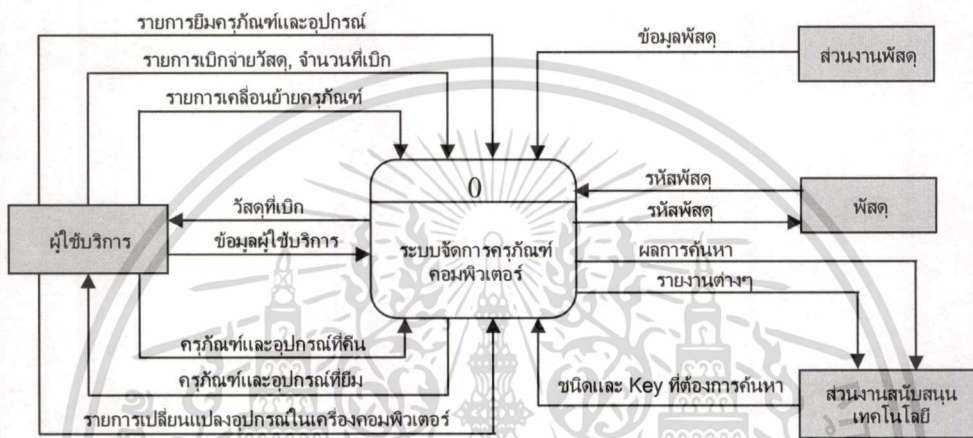 รายการยืมครุภัณฑ์และอุปกรณ์
ข้อมูลพัสดุ
ส่วนงานพัสดุ
รายการเบิกจ่ายวัสดุ, จำนวนที่เบิก
รายการเคลื่อนย้ายครุภัณฑ์
0
รหัสพัสดุ
พัสดุ
รหัสพัสดุ
ผู้ใช้บริการ
วัสดุที่เบิก
ข้อมูลผู้ใช้บริการ
ระบบจัดการครุภัณฑ์
คอมพิวเตอร์
ผลการค้นหา
รายงานต่างๆ
ครุภัณฑ์และอุปกรณ์ที่คืน
ครุภัณฑ์และอุปกรณ์ที่ยืม
ชนิดและ Key ที่ต้องการค้นหา
ส่วนงานสนับสนุน
เทคโนโลยี
รายการเปลี่ยนแปลงอุปกรณ์ในเครื่องคอมพิวเตอร์